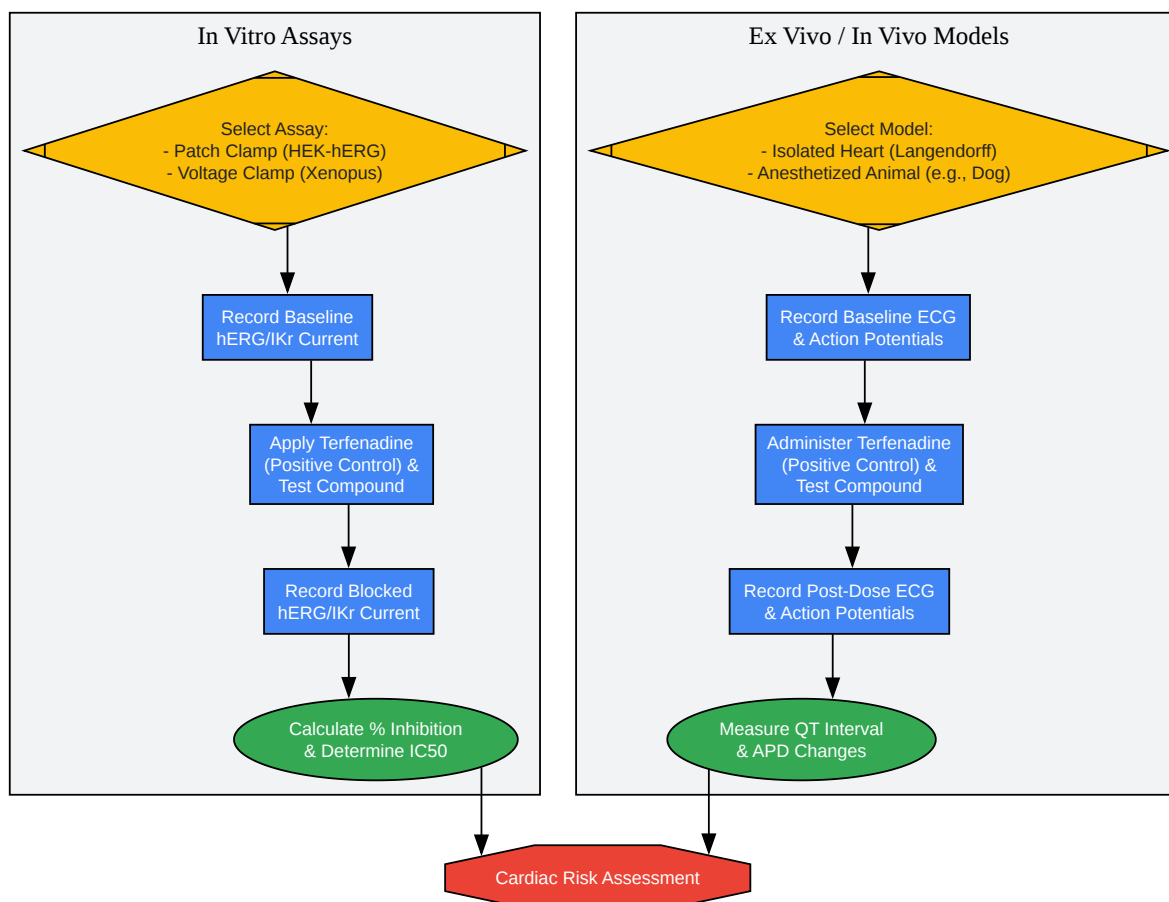 In Vitro Assays
Select Assay:
- Patch Clamp (HEK-hERG)
- Voltage Clamp (Xenopus)
Record Baseline
hERG/IKr Current
Apply Terfenadine
(Positive Control) &
Test Compound
Record Blocked
hERG/IKr Current
Calculate % Inhibition
& Determine IC50
Ex Vivo / In Vivo Models
Select Model:
- Isolated Heart (Langendorff)
- Anesthetized Animal (e.g., Dog)
Record Baseline ECG
& Action Potentials
Administer Terfenadine
(Positive Control) &
Test Compound
Record Post-Dose ECG
& Action Potentials
Measure QT Interval
& APD Changes
Cardiac Risk Assessment